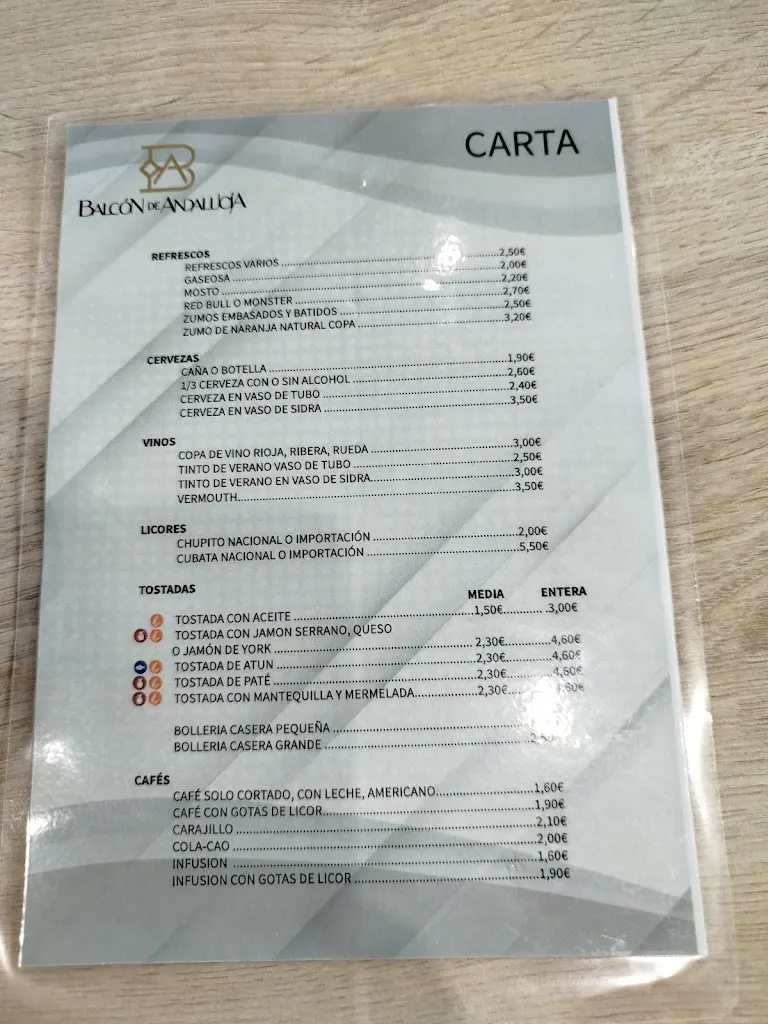 CARTA
BA
BALCÓN DE ANDALUCÍA
REFRESCOS
REFRESCOS VARIOS 2,50€
GASEOSA 2,00€
MOSTO 2,20€
RED BULL O MONSTER 2,70€
ZUMOS EMBASADOS Y BATIDOS 2,50€
ZUMO DE NARANJA NATURAL COPA 3,20€
CERVEZAS
CAÑA O BOTELLA 1,90€
1/3 CERVEZA CON O SIN ALCOHOL 2,60€
CERVEZA EN VASO DE TUBO 2,40€
CERVEZA EN VASO DE SIDRA 3,50€
VINOS
COPA DE VINO RIOJA, RIBERA, RUEDA 3,00€
TINTO DE VERANO VASO DE TUBO 2,50€
TINTO DE VERANO EN VASO DE SIDRA 3,00€
VERMOUTH 3,50€
LICORES
CHUPITO NACIONAL O IMPORTACIÓN 2,00€
CUBATA NACIONAL O IMPORTACIÓN 5,50€
TOSTADAS MEDIA ENTERA
TOSTADA CON ACEITE 1,50€ 3,00€
TOSTADA CON JAMON SERRANO, QUESO
O JAMÓN DE YORK 2,30€ 4,60€
TOSTADA DE ATUN 2,30€ 4,60€
TOSTADA DE PATÉ 2,30€ 4,60€
TOSTADA CON MANTEQUILLA Y MERMELADA 2,30€ 4,60€
BOLLERIA CASERA PEQUEÑA
BOLLERIA CASERA GRANDE
CAFÉS
CAFÉ SOLO CORTADO, CON LECHE, AMERICANO 1,60€
CAFÉ CON GOTAS DE LICOR 1,90€
CARAJILLO 2,10€
COLA-CAO 2,00€
INFUSION 1,60€
INFUSION CON GOTAS DE LICOR 1,90€